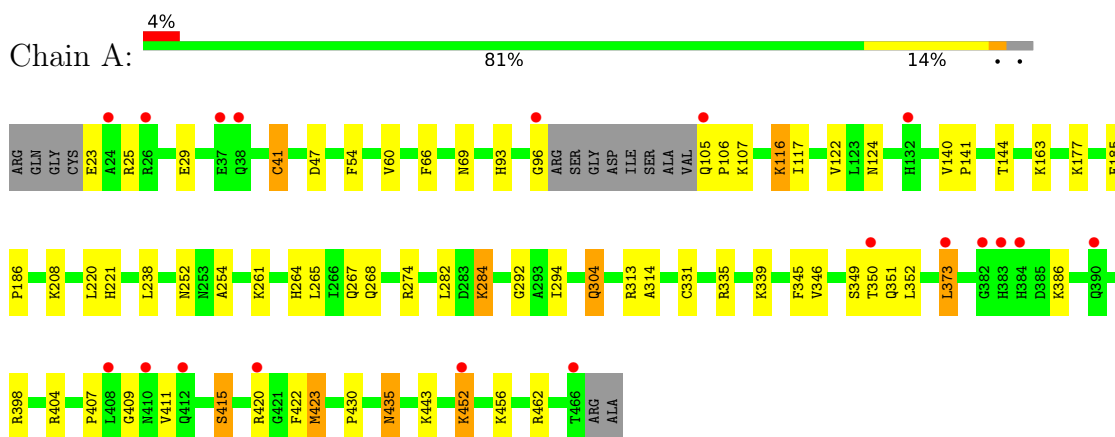 4%
Chain A:
81% 14% • •
ARG GLN GLY CYS E23 A24 R25 R26 E29 E37 Q38 C41 D47 F54 V60 F66 N69 H93 G96 ARG SER GLY ASP ILE SER ALA VAL Q105 P106 K107 K116 I117 V122 L123 N124 H132 V140 P141 T144 K163 K177 E185
P186 K208 L220 H221 L238 N252 N253 A254 K261 H264 L265 I266 Q267 Q268 R274 L282 D283 K284 G292 A293 I294 Q304 R313 A314 C331 R335 K339 F345 V346 S349 T350 Q351 L352 L373 G382 H383 H384 D385 K386 Q390
R398 R404 P407 L408 G409 N410 V411 Q412 S415 R420 G421 F422 M423 P430 N435 K443 K452 K456 R462 T466 ARG ALA